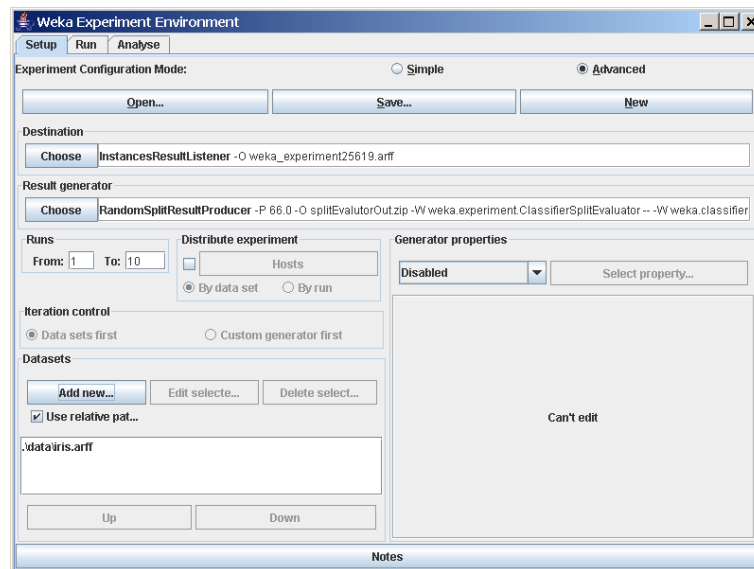 Weka Experiment Environment
Setup Run Analyse
Experiment Configuration Mode: Simple Advanced
Open... Save... New
Destination
Choose InstancesResultListener -O weka_experiment25619.arff
Result generator
Choose RandomSplitResultProducer -P 66.0 -O splitEvalutorOut.zip -W weka.experiment.ClassifierSplitEvaluator -- -W weka.classifier
Runs
From: 1 To: 10
Distribute experiment
Hosts
By data set By run
Generator properties
Disabled Select property...
Iteration control
Data sets first Custom generator first
Datasets
Add new... Edit selecte... Delete select...
Use relative pat...
.\data\iris.arff
Can't edit
Up Down
Notes